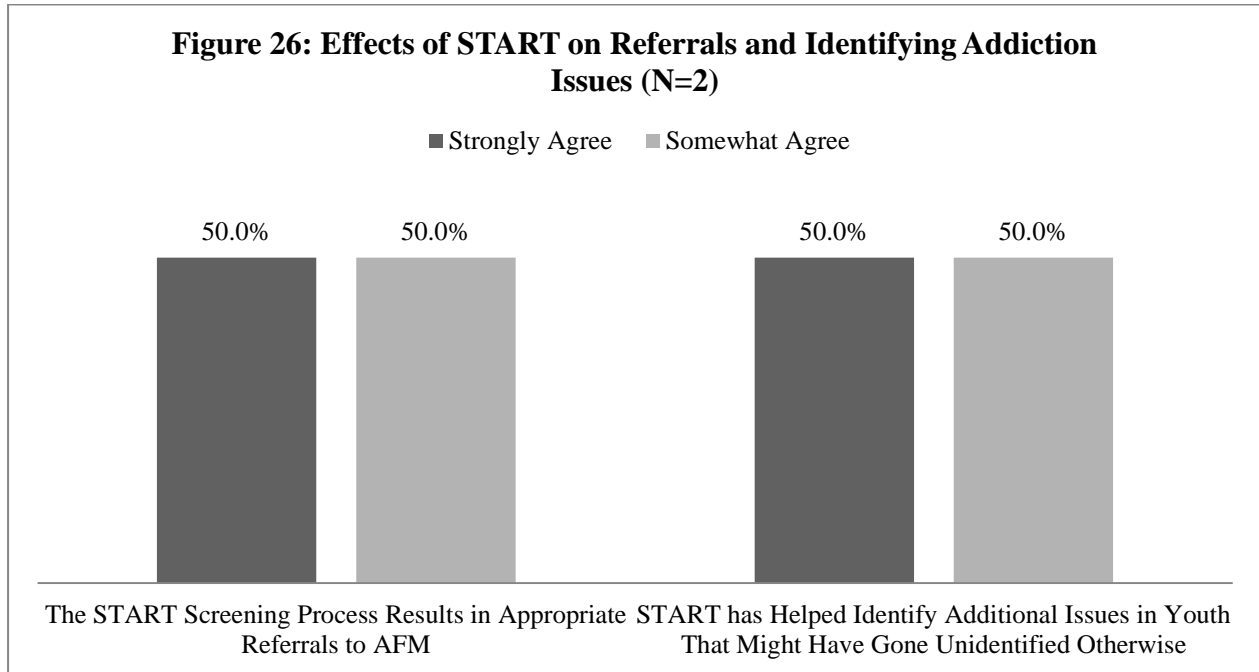 Figure 26: Effects of START on Referrals and Identifying Addiction
Issues (N=2)
Strongly Agree Somewhat Agree
50.0% 50.0% 50.0% 50.0%
The START Screening Process Results in Appropriate
Referrals to AFM
START has Helped Identify Additional Issues in Youth
That Might Have Gone Unidentified Otherwise